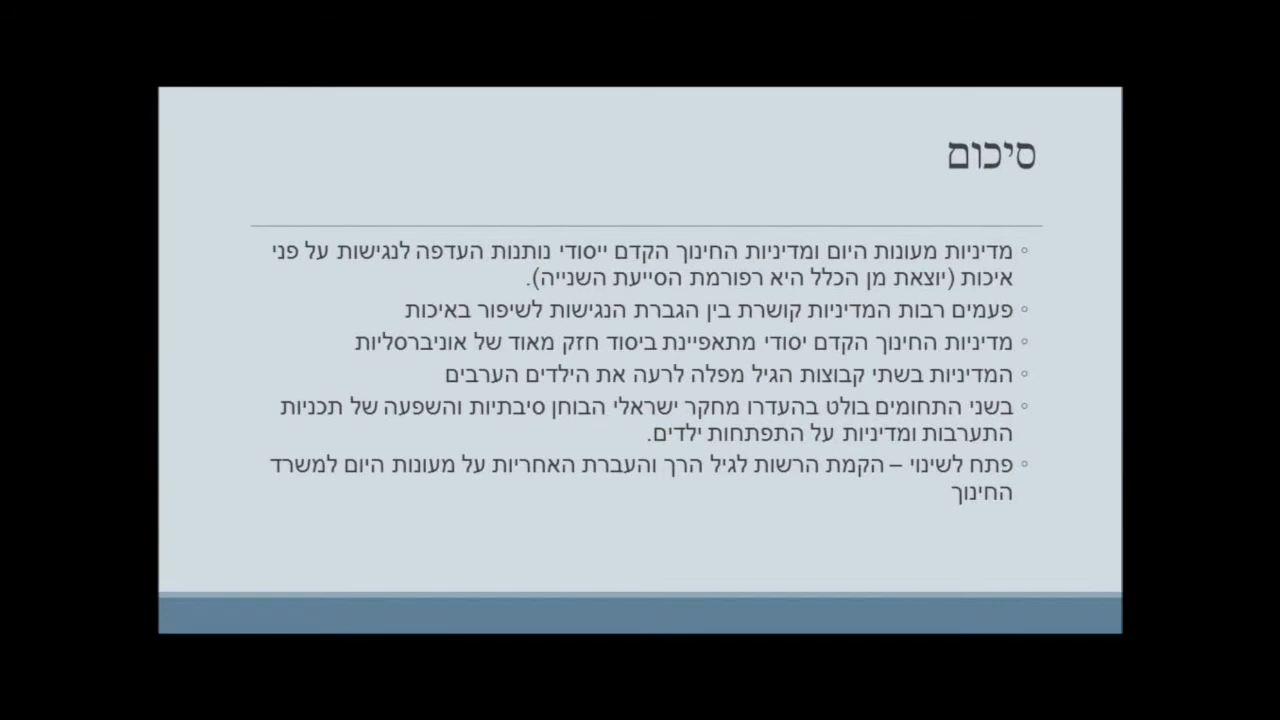 סיכום
◦ מדיניות מעונות היום ומדיניות החינוך הקדם ייסודי נותנות העדפה לנגישות על פני
איכות (יוצאת מן הכלל היא רפורמת הסייעת השנייה).
◦ פעמים רבות המדיניות קושרת בין הגברת הנגישות לשיפור באיכות
◦ מדיניות החינוך הקדם יסודי מתאפיינת ביסוד חזק מאוד של אוניברסליות
◦ המדיניות בשתי קבוצות הגיל מפלה לרעה את הילדים הערבים
◦ בשני התחומים בולט בהעדרו מחקר ישראלי הבוחן סיבתיות והשפעה של תכניות
התערבות ומדיניות על התפתחות ילדים.
◦ פתח לשינוי – הקמת הרשות לגיל הרך והעברת האחריות על מעונות היום למשרד
החינוך